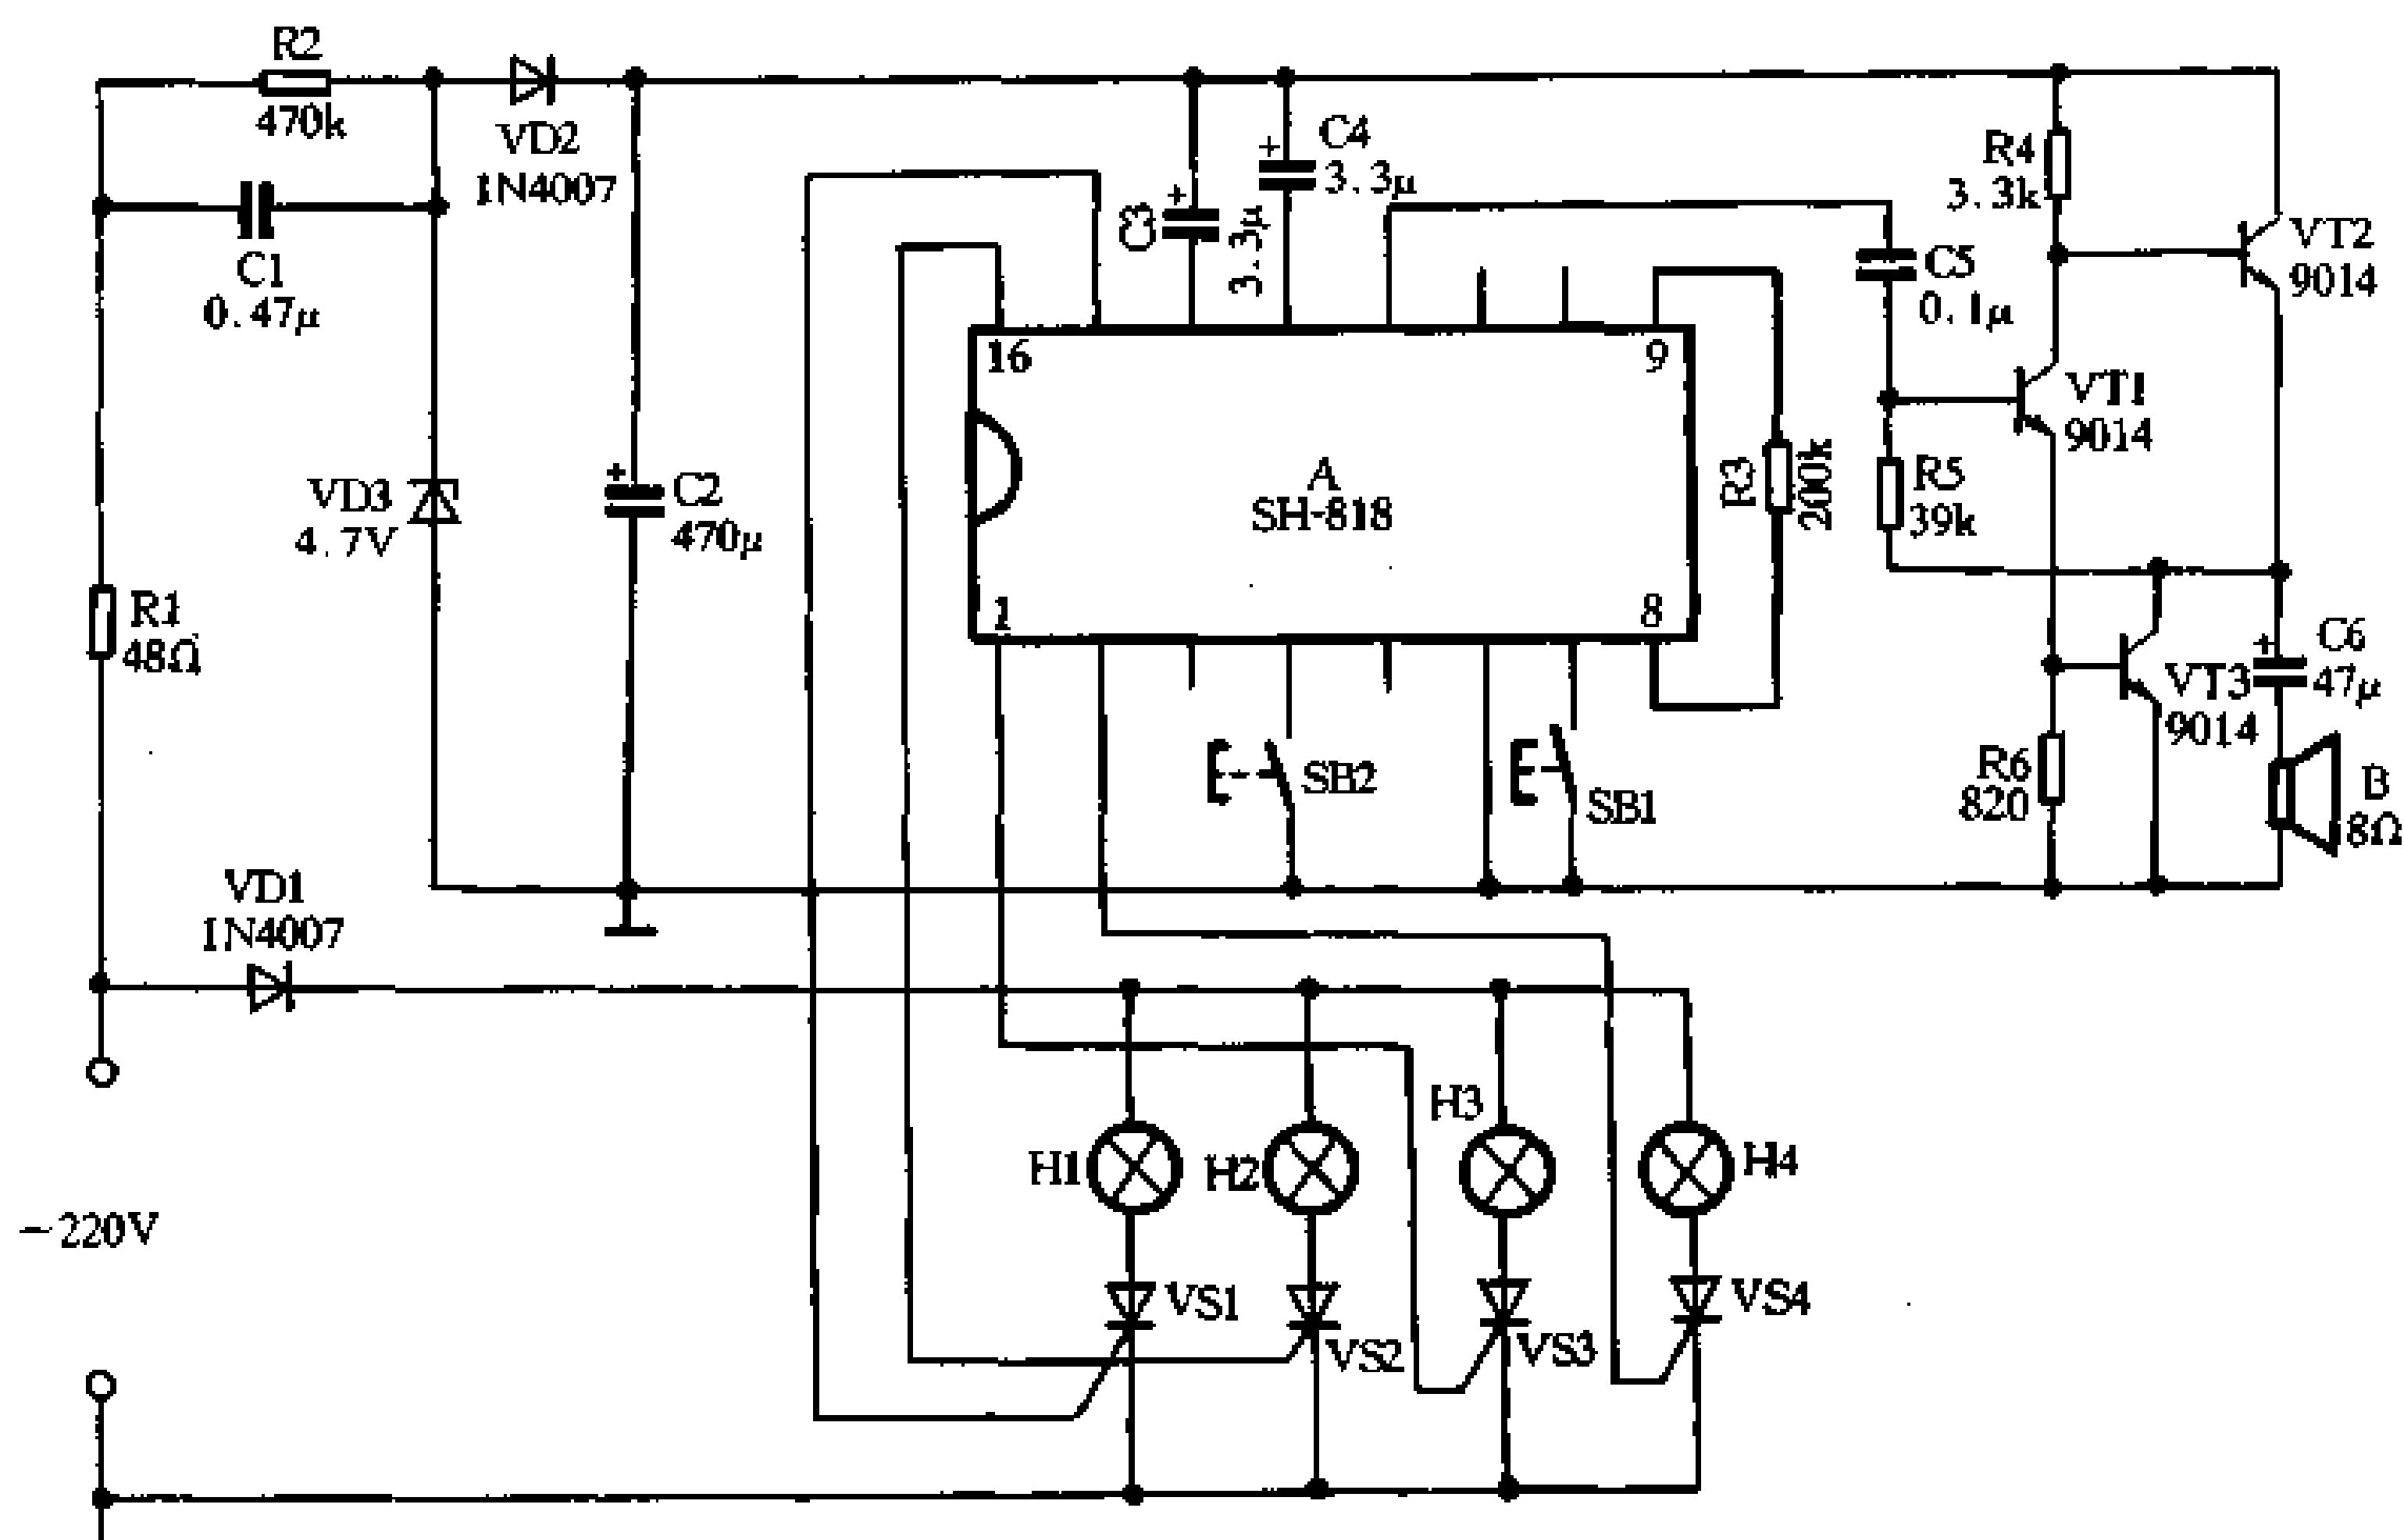 R2
470k
VD2
1N4007
C1
0.47μ
C4
3.3μ
C3
3.3μ
R4
3.3k
VT2
9014
C5
0.1μ
16
9
VT1
9014
VD3
4.7V
C2
470μ
A
SH-818
R3
200k
R5
39k
R1
48Ω
1
8
C6
47μ
VT3
9014
SB2
SB1
R6
820
B
8Ω
VD1
1N4007
H1
H2
H3
H4
~220V
VS1
VS2
VS3
VS4
+
+
+
+